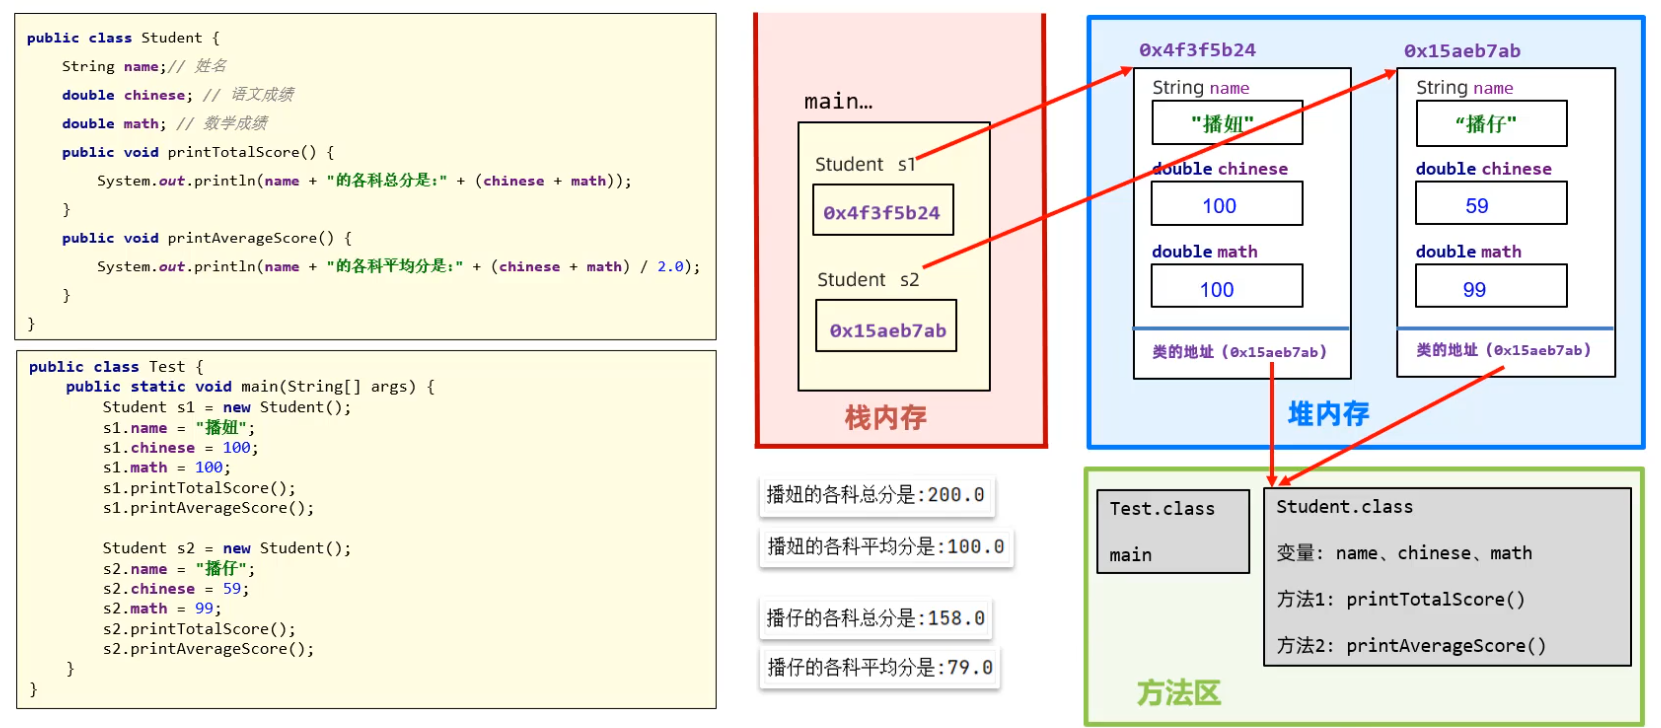 public class Student {
String name;// 姓名
double chinese; // 语文成绩
double math; // 数学成绩
public void printTotalScore() {
System.out.println(name + "的各科总分是:" + (chinese + math));
}
public void printAverageScore() {
System.out.println(name + "的各科平均分是:" + (chinese + math) / 2.0);
}
}
public class Test {
public static void main(String[] args) {
Student s1 = new Student();
s1.name = "播妞";
s1.chinese = 100;
s1.math = 100;
s1.printTotalScore();
s1.printAverageScore();
Student s2 = new Student();
s2.name = "播仔";
s2.chinese = 59;
s2.math = 99;
s2.printTotalScore();
s2.printAverageScore();
}
}
main…
Student s1
0x4f3f5b24
Student s2
0x15aeb7ab
栈内存
播妞的各科总分是:200.0
播妞的各科平均分是:100.0
播仔的各科总分是:158.0
播仔的各科平均分是:79.0
0x4f3f5b24
String name
"播妞"
double chinese
100
double math
100
类的地址（0x15aeb7ab）
0x15aeb7ab
String name
“播仔"
double chinese
59
double math
99
类的地址（0x15aeb7ab）
堆内存
Test.class
main
Student.class
变量: name、chinese、math
方法1: printTotalScore()
方法2: printAverageScore()
方法区